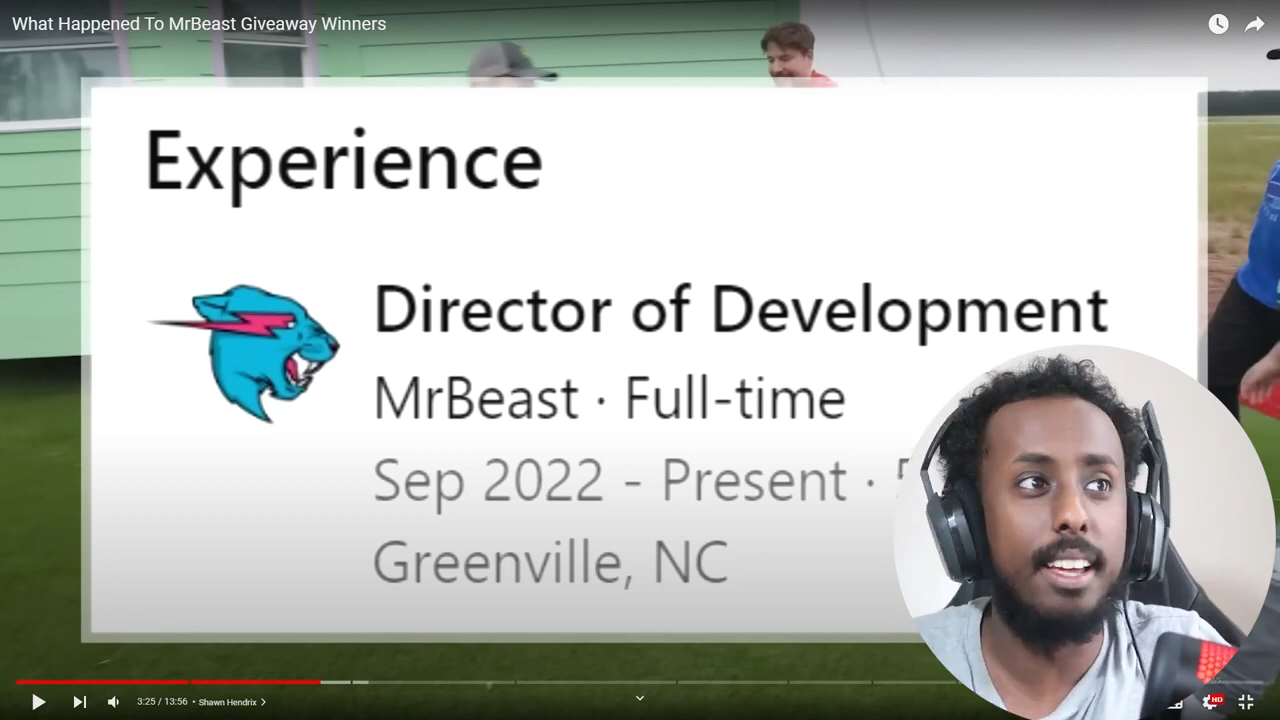 What Happened To MrBeast Giveaway Winners
Experience
Director of Development
MrBeast · Full-time
Sep 2022 - Present ·
Greenville, NC
3:25 / 13:56 • Shawn Hendrix >
HD